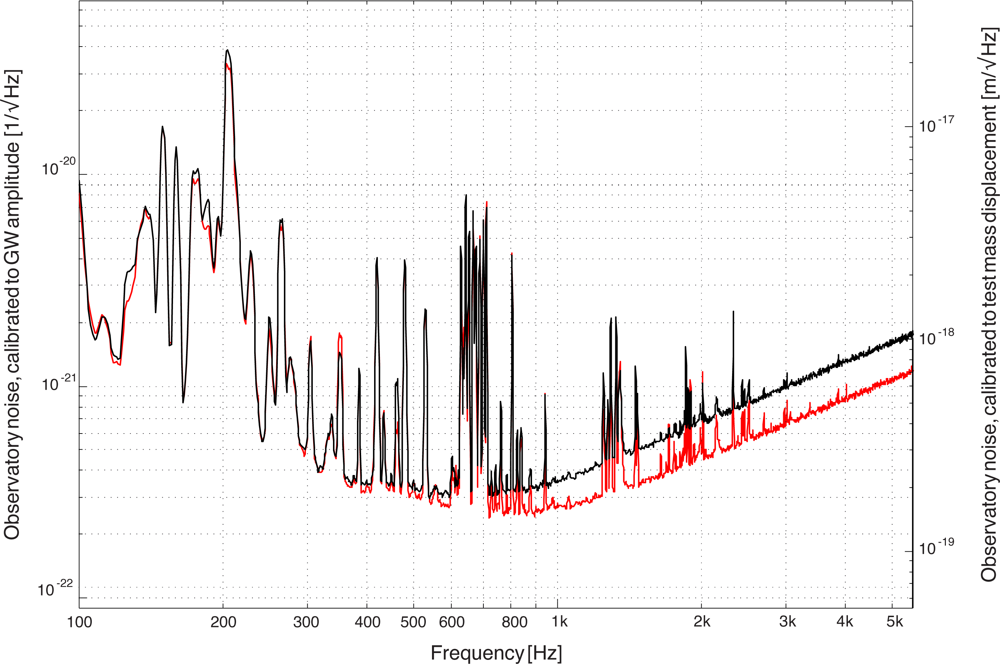 Observatory noise, calibrated to GW amplitude [1/√Hz]
10-20
10-21
10-22
100 200 300 400 500 600 800 1k 2k 3k 4k 5k
Frequency [Hz]
10-17
10-18
10-19
Observatory noise, calibrated to test mass displacement [m/√Hz]